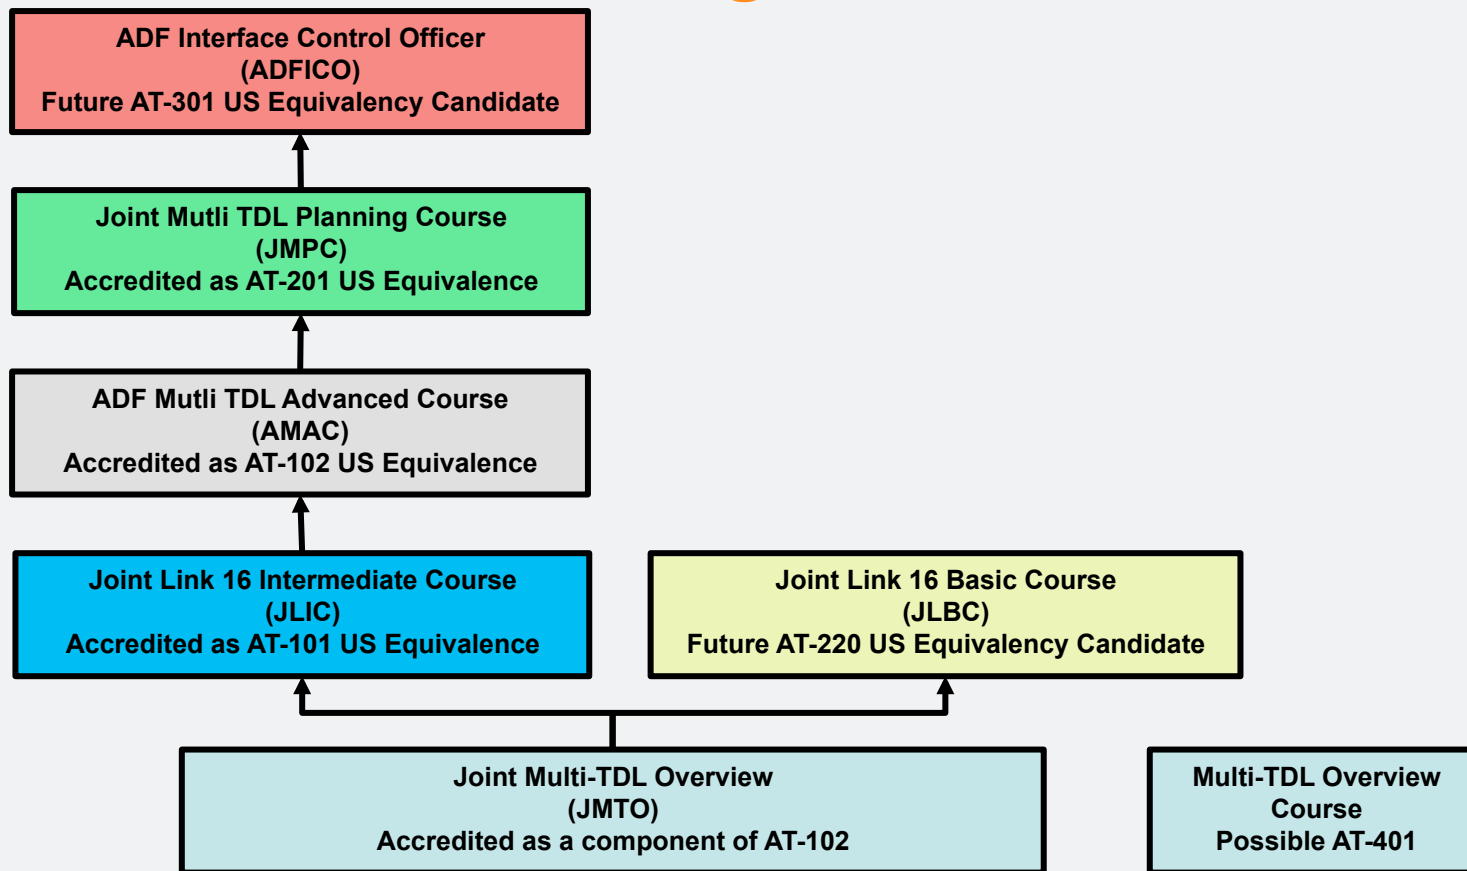 ADF Interface Control Officer
(ADFICO)
Future AT-301 US Equivalency Candidate
Joint Mutli TDL Planning Course
(JMPC)
Accredited as AT-201 US Equivalence
ADF Mutli TDL Advanced Course
(AMAC)
Accredited as AT-102 US Equivalence
Joint Link 16 Intermediate Course
(JLIC)
Accredited as AT-101 US Equivalence
Joint Link 16 Basic Course
(JLBC)
Future AT-220 US Equivalency Candidate
Joint Multi-TDL Overview
(JMTO)
Accredited as a component of AT-102
Multi-TDL Overview
Course
Possible AT-401